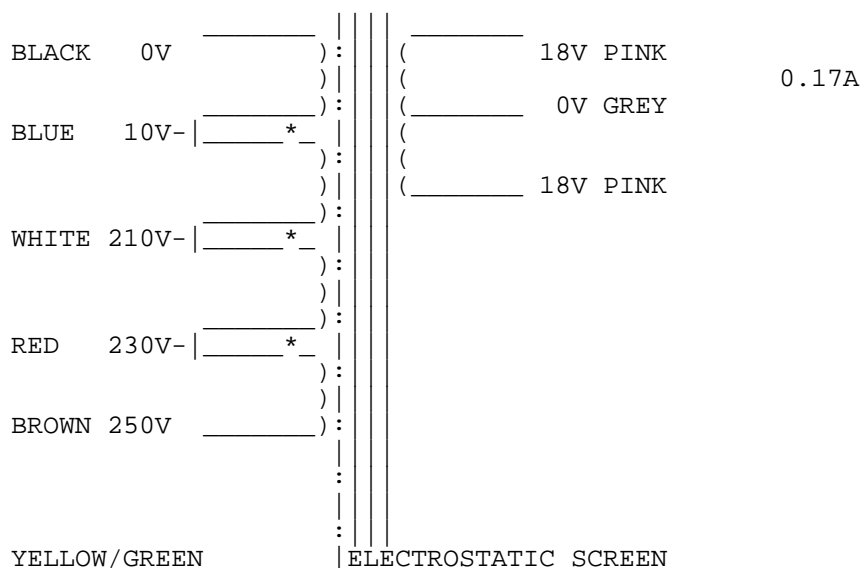 BLACK 0V 18V PINK
0.17A
0V GREY
BLUE 10V-
18V PINK
WHITE 210V-
RED 230V-
BROWN 250V
YELLOW/GREEN ELECTROSTATIC SCREEN